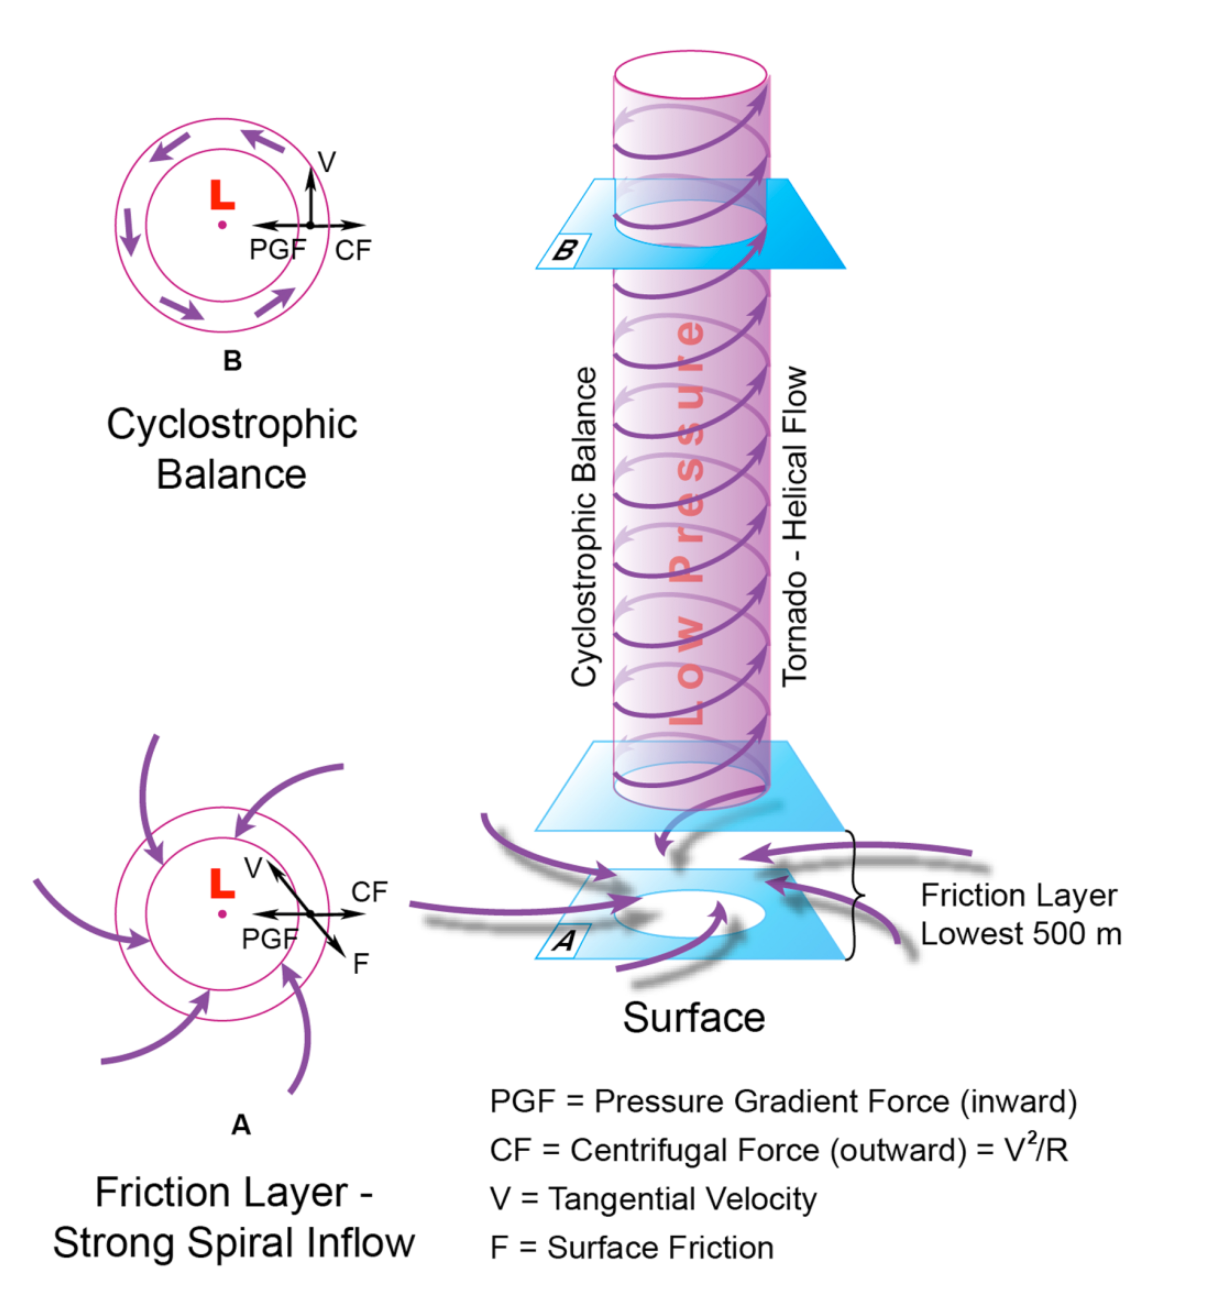 L
V
PGF
CF
B
Cyclostrophic
Balance
B
Cyclostrophic Balance
Low Pressure
Tornado - Helical Flow
L
V
CF
PGF
F
A
Friction Layer -
Strong Spiral Inflow
A
Friction Layer
Lowest 500 m
Surface
PGF = Pressure Gradient Force (inward)
CF = Centrifugal Force (outward) = V²/R
V = Tangential Velocity
F = Surface Friction